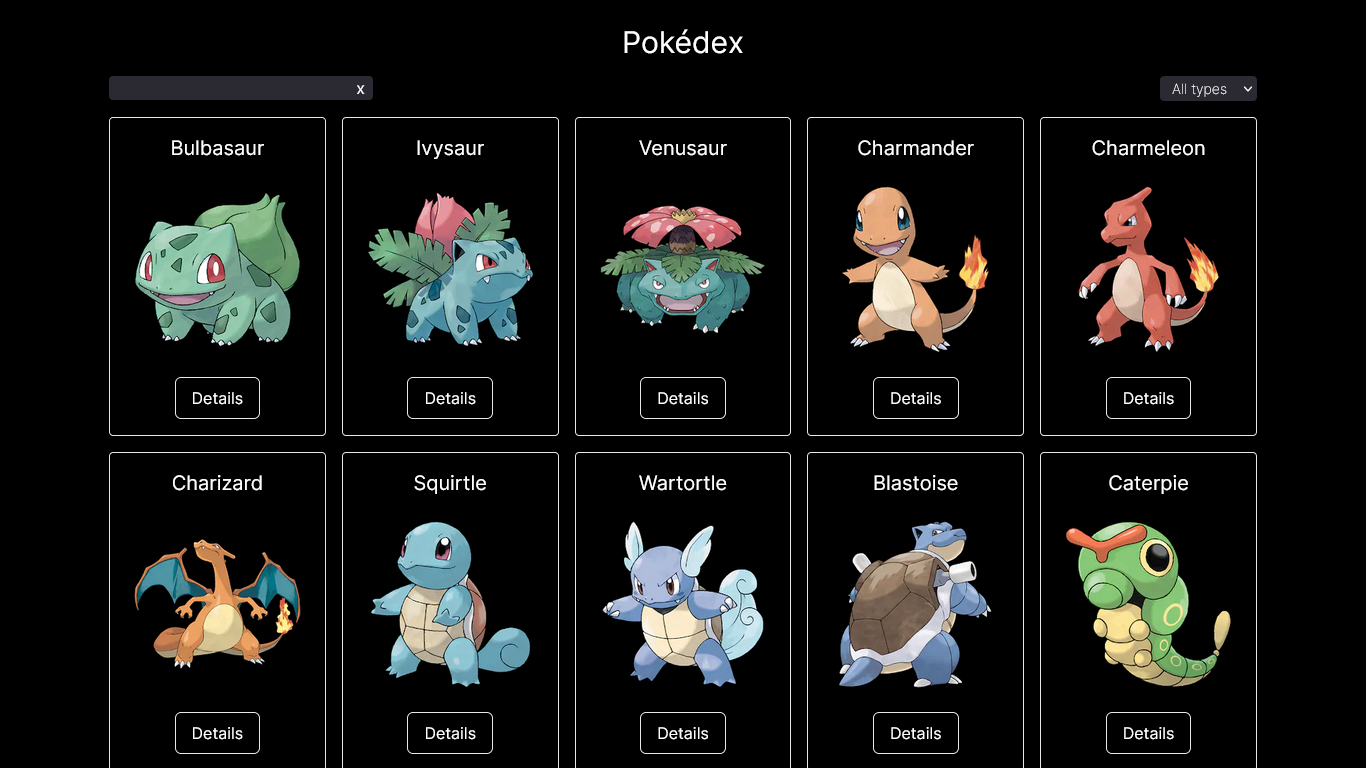 Pokédex
x
All types
Bulbasaur
Ivysaur
Venusaur
Charmander
Charmeleon
Details
Details
Details
Details
Details
Charizard
Squirtle
Wartortle
Blastoise
Caterpie
Details
Details
Details
Details
Details